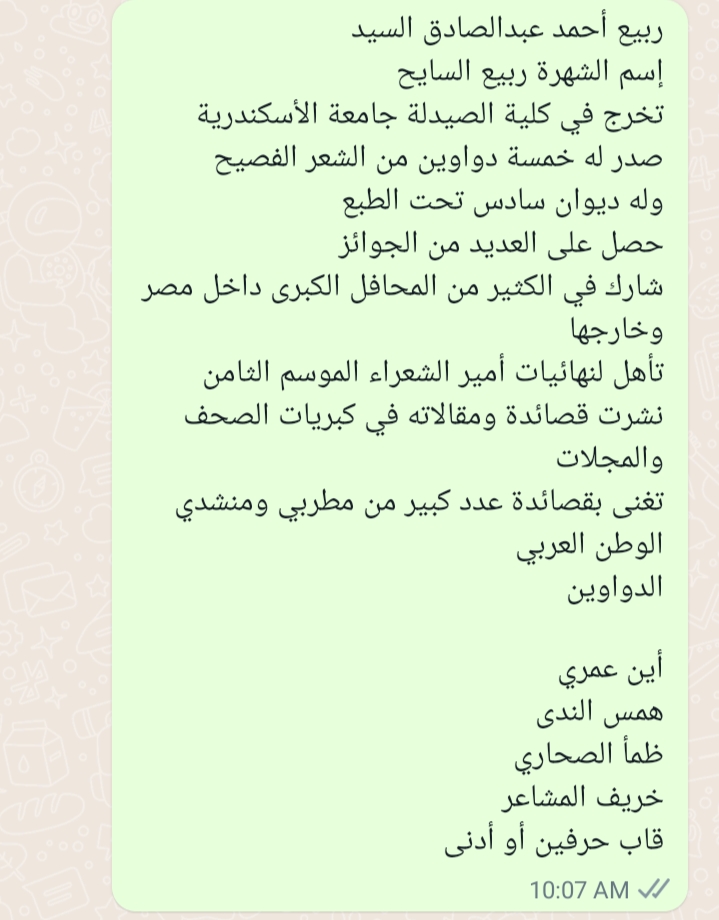 ربيع أحمد عبدالصادق السيد
إسم الشهرة ربيع السايح
تخرج في كلية الصيدلة جامعة الأسكندرية
صدر له خمسة دواوين من الشعر الفصيح
وله ديوان سادس تحت الطبع
حصل على العديد من الجوائز
شارك في الكثير من المحافل الكبرى داخل مصر
وخارجها
تأهل لنهائيات أمير الشعراء الموسم الثامن
نشرت قصائدة ومقالاته في كبريات الصحف
والمجلات
تغنى بقصائدة عدد كبير من مطربي ومنشدي
الوطن العربي
الدواوين
أين عمري
همس الندى
ظمأ الصحاري
خريف المشاعر
قاب حرفين أو أدنى
10:07 AM